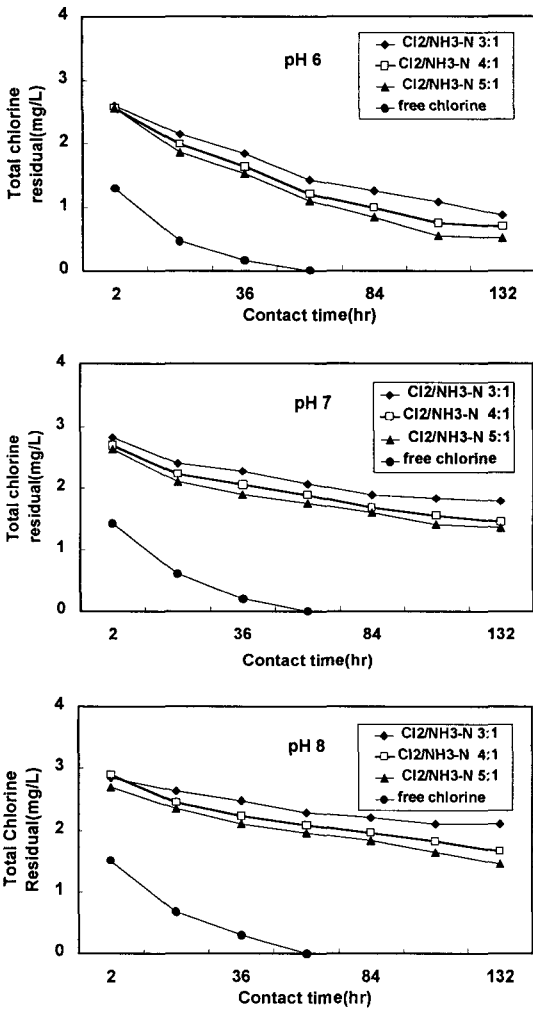 4
3
2
1
0
Total chlorine
residual(mg/L)
pH 6
Cl2/NH3-N 3:1
Cl2/NH3-N 4:1
Cl2/NH3-N 5:1
free chlorine
2 36 84 132
Contact time(hr)
4
3
2
1
0
Total chlorine
residual(mg/L)
pH 7
Cl2/NH3-N 3:1
Cl2/NH3-N 4:1
Cl2/NH3-N 5:1
free chlorine
2 36 84 132
Contact time(hr)
4
3
2
1
0
Total Chlorine
Residual(mg/L)
pH 8
Cl2/NH3-N 3:1
Cl2/NH3-N 4:1
Cl2/NH3-N 5:1
free chlorine
2 36 84 132
Contact time(hr)